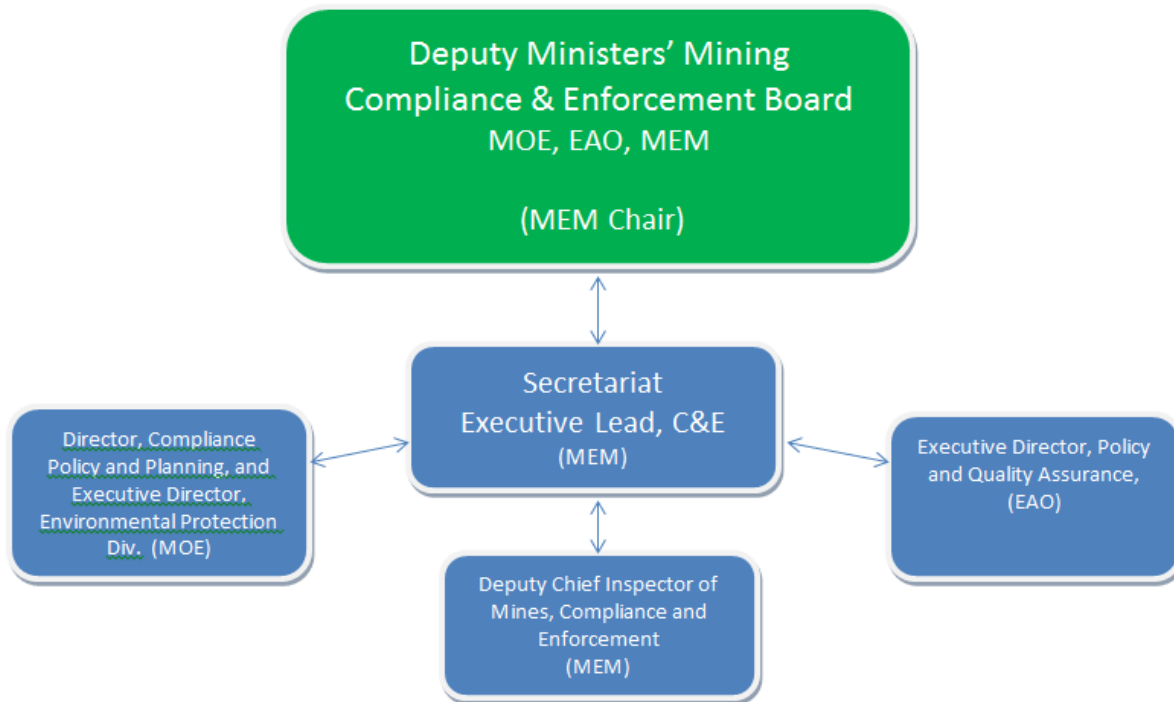 Deputy Ministers’ Mining
Compliance & Enforcement Board
MOE, EAO, MEM
(MEM Chair)
Secretariat
Executive Lead, C&E
(MEM)
Director, Compliance
Policy and Planning, and
Executive Director,
Environmental Protection
Div. (MOE)
Executive Director, Policy
and Quality Assurance,
(EAO)
Deputy Chief Inspector of
Mines, Compliance and
Enforcement
(MEM)